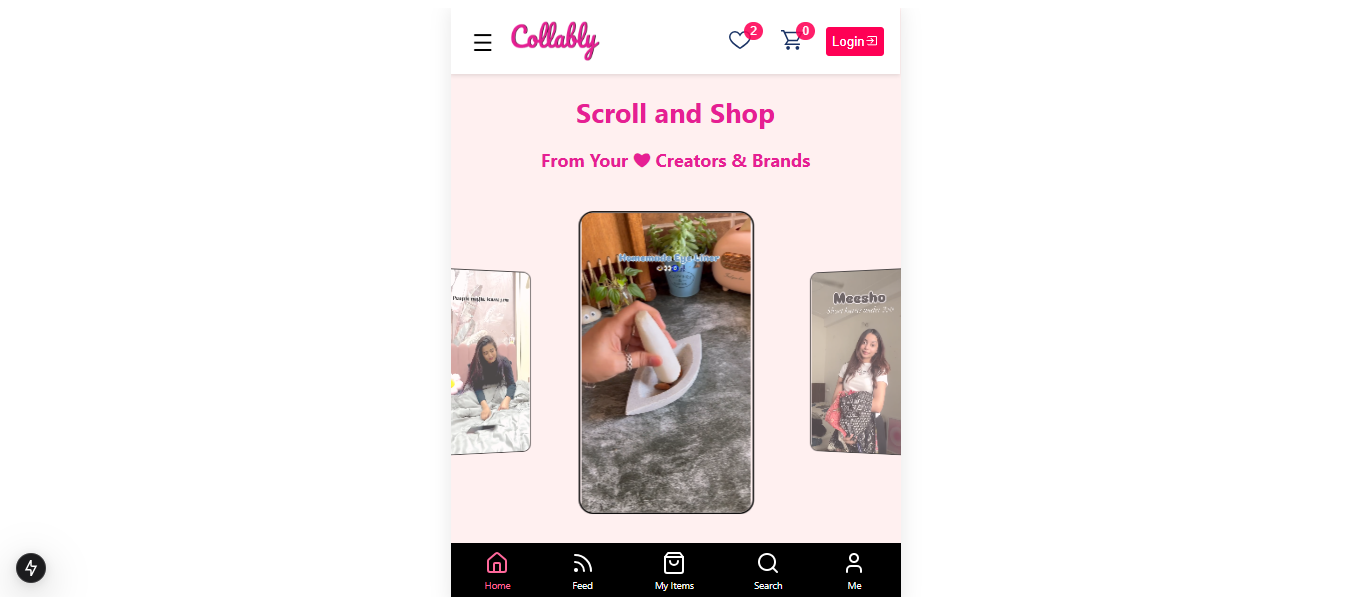 Collably
2
0
Login
Scroll and Shop
From Your Creators & Brands
Homemade Eye Liner
Meesho
Home
Feed
My Items
Search
Me